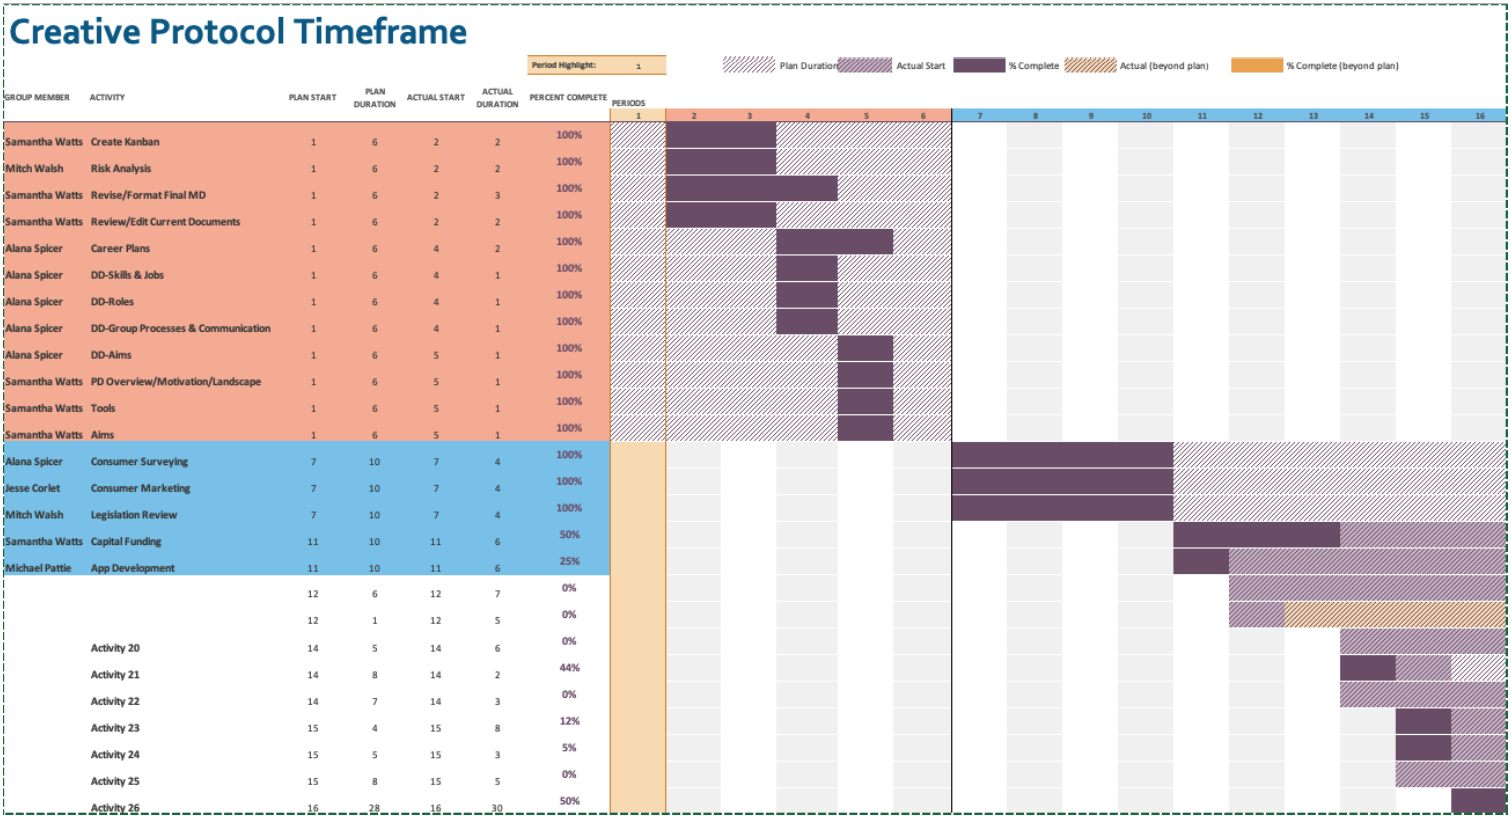 Creative Protocol Timeframe
Period Highlight: 1 Plan Duration Actual Start % Complete Actual (beyond plan) % Complete (beyond plan)
GROUP MEMBER ACTIVITY PLAN START PLAN DURATION ACTUAL START ACTUAL DURATION PERCENT COMPLETE PERIODS
1 2 3 4 5 6 7 8 9 10 11 12 13 14 15 16
Samantha Watts Create Kanban 1 6 2 2 100%
Mitch Walsh Risk Analysis 1 6 2 2 100%
Samantha Watts Revise/Format Final MD 1 6 2 3 100%
Samantha Watts Review/Edit Current Documents 1 6 2 2 100%
Alana Spicer Career Plans 1 6 4 2 100%
Alana Spicer DD-Skills & Jobs 1 6 4 1 100%
Alana Spicer DD-Roles 1 6 4 1 100%
Alana Spicer DD-Group Processes & Communication 1 6 4 1 100%
Alana Spicer DD-Aims 1 6 5 1 100%
Samantha Watts PD Overview/Motivation/Landscape 1 6 5 1 100%
Samantha Watts Tools 1 6 5 1 100%
Samantha Watts Aims 1 6 5 1 100%
Alana Spicer Consumer Surveying 7 10 7 4 100%
Jesse Corlet Consumer Marketing 7 10 7 4 100%
Mitch Walsh Legislation Review 7 10 7 4 100%
Samantha Watts Capital Funding 11 10 11 6 50%
Michael Pattie App Development 11 10 11 6 25%
12 6 12 7 0%
12 1 12 5 0%
Activity 20 14 5 14 6 0%
Activity 21 14 8 14 2 44%
Activity 22 14 7 14 3 0%
Activity 23 15 4 15 8 12%
Activity 24 15 5 15 3 5%
Activity 25 15 8 15 5 0%
Activity 26 16 28 16 30 50%